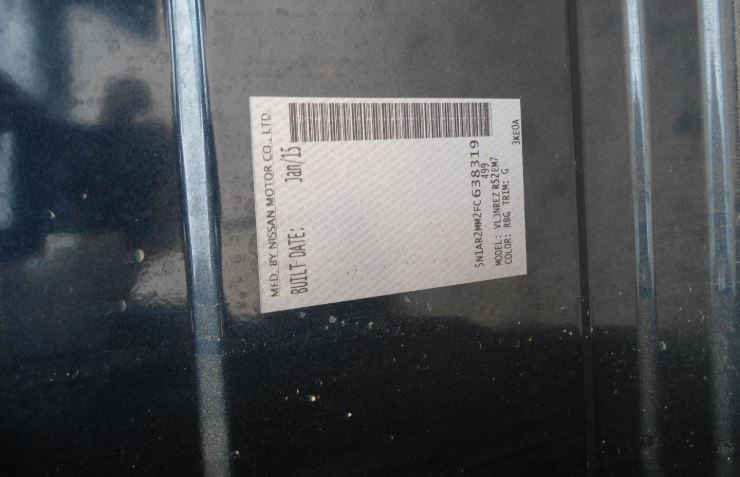 MFD. BY NISSAN MOTOR CO., LTD
BUILT DATE: Jan/15
5N1AR2MM2FC638319
499
MODEL: VLJNREZ R52EM7
COLOR: RBG TRIM: G
3KE0A